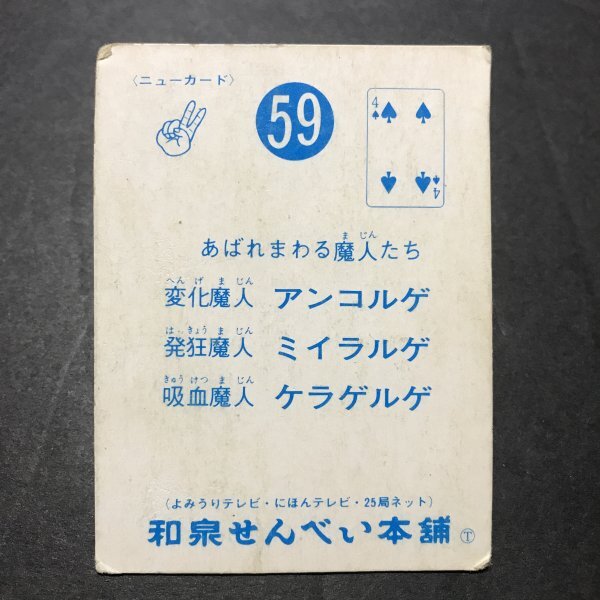 〈ニューカード〉
59
4
4
まじん
あばれまわる魔人たち
へんげまじん
変化魔人 アンコルゲ
はっきょうまじん
発狂魔人 ミイラルゲ
きゅうけつまじん
吸血魔人 ケラゲルゲ
(よみうりテレビ・にほんテレビ・25局ネット)
和泉せんべい本舗 Ⓣ